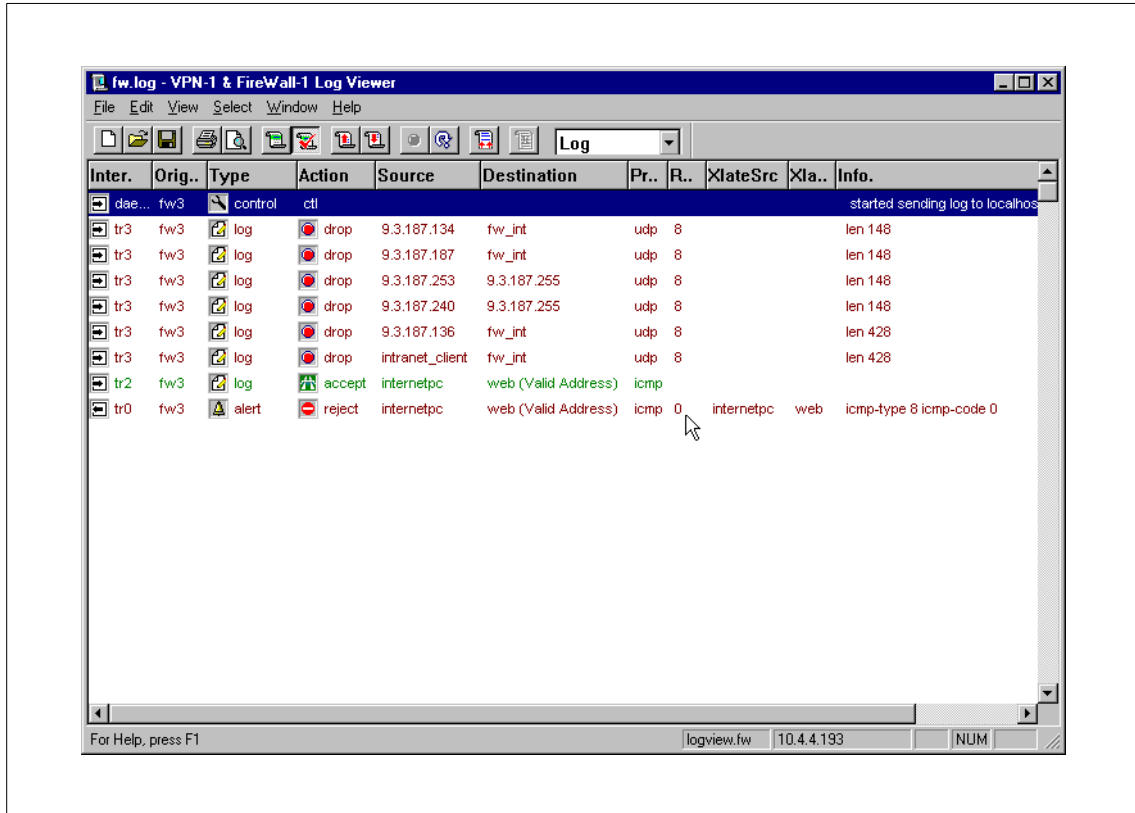 fw.log - VPN-1 & FireWall-1 Log Viewer
File Edit View Select Window Help
Log
Inter. Orig.. Type Action Source Destination Pr.. R.. XlateSrc Xla.. Info.
dae... fw3 control ctl started sending log to localhos
tr3 fw3 log drop 9.3.187.134 fw_int udp 8 len 148
tr3 fw3 log drop 9.3.187.187 fw_int udp 8 len 148
tr3 fw3 log drop 9.3.187.253 9.3.187.255 udp 8 len 148
tr3 fw3 log drop 9.3.187.240 9.3.187.255 udp 8 len 148
tr3 fw3 log drop 9.3.187.136 fw_int udp 8 len 428
tr3 fw3 log drop intranet_client fw_int udp 8 len 428
tr2 fw3 log accept internetpc web (Valid Address) icmp
tr0 fw3 alert reject internetpc web (Valid Address) icmp 0 internetpc web icmp-type 8 icmp-code 0
For Help, press F1 logview.fw 10.4.4.193 NUM